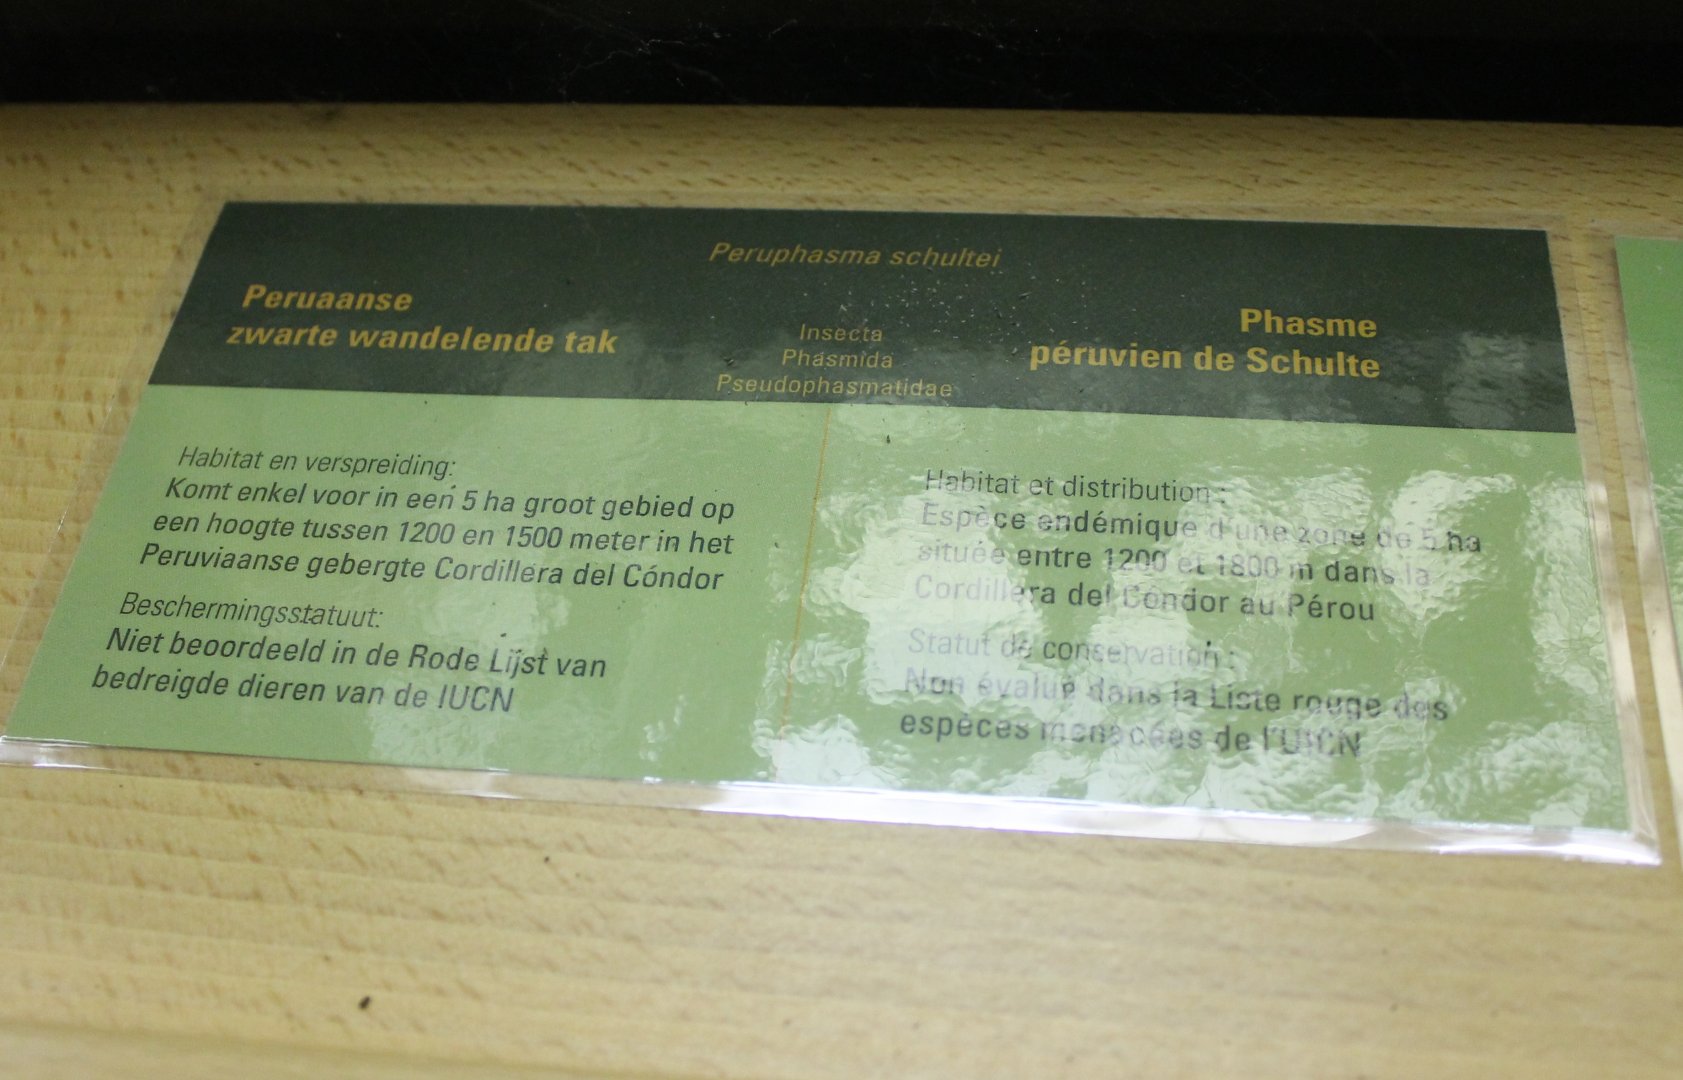 Peruphasma schultei
Peruaanse
zwarte wandelende tak
Insecta
Phasmida
Pseudophasmatidae
Phasme
péruvien de Schulte
Habitat en verspreiding:
Komt enkel voor in een 5 ha groot gebied op
een hoogte tussen 1200 en 1500 meter in het
Peruviaanse gebergte Cordillera del Cóndor
Beschermingsstatuut:
Niet beoordeeld in de Rode Lijst van
bedreigde dieren van de IUCN
Habitat et distribution :
Espèce endémique d'une zone de 5 ha
située entre 1200 et 1800 m dans la
Cordillera del Cóndor au Pérou
Statut de conservation :
Non évalué dans la Liste rouge des
espèces menacées de l'UICN